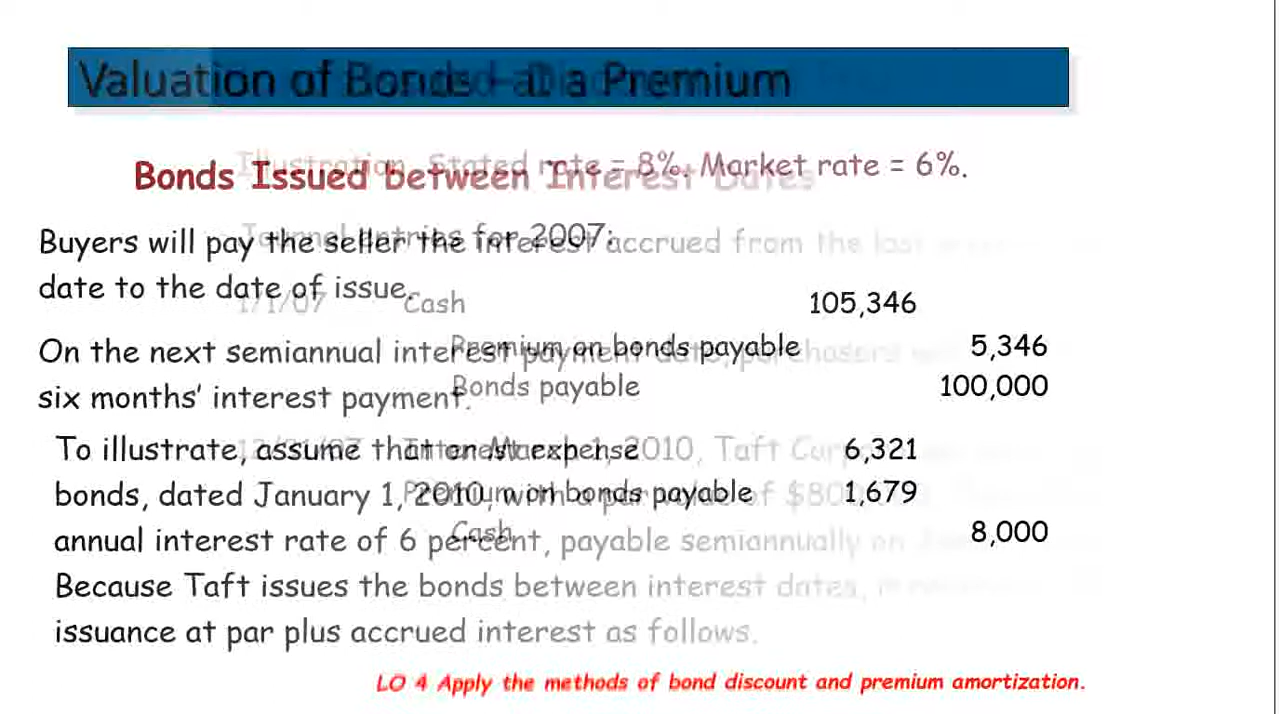 Valuation of Bonds – at a Premium
Illustration Stated rate = 8%. Market rate = 6%.
Bonds Issued between Interest Dates
Journal entries for 2007:
Buyers will pay the seller the interest accrued from the last
date to the date of issue.
1/1/07 Cash 105,346
On the next semiannual interest payment date, purchasers
Premium on bonds payable 5,346
six months' interest payment.
Bonds payable 100,000
To illustrate, assume that on March 1, 2010, Taft
Interest expense 6,321
bonds, dated January 1, 2010, with a par value of
Premium on bonds payable 1,679
annual interest rate of 6 percent, payable semiannually on
Cash 8,000
Because Taft issues the bonds between interest dates,
issuance at par plus accrued interest as follows.
LO 4 Apply the methods of bond discount and premium amortization.